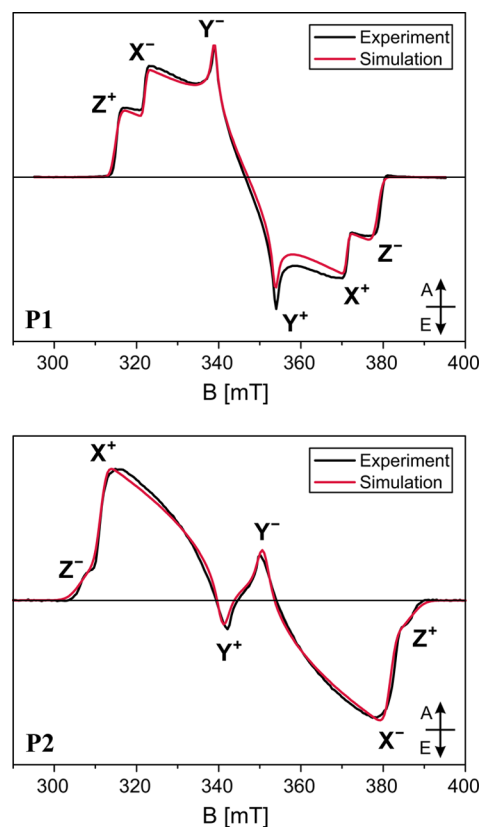 Y⁻
Experiment
Simulation
X⁻
Z⁺
Z⁻
X⁺
Y⁺
A
E
P1
300 320 340 360 380 400
B [mT]
X⁺
Experiment
Simulation
Y⁻
Z⁻
Z⁺
Y⁺
X⁻
A
E
P2
300 320 340 360 380 400
B [mT]